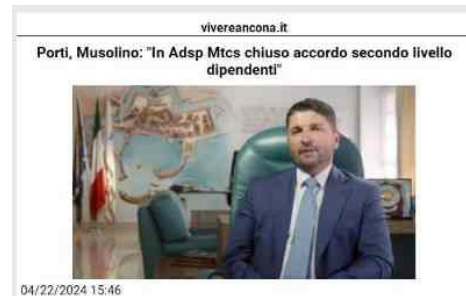 vivereancona.it
Porti, Musolino: "In Adsp Mtcs chiuso accordo secondo livello
dipendenti"
04/22/2024 15:46